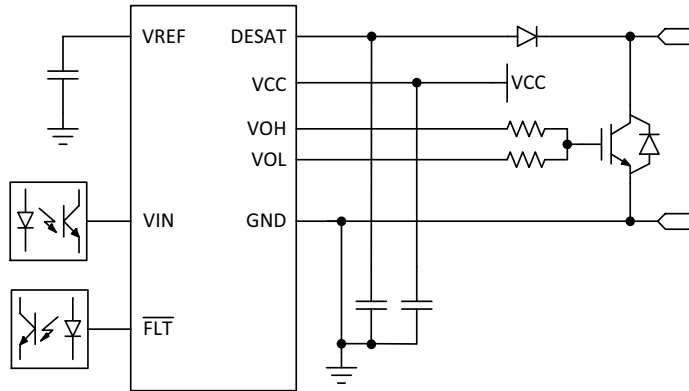 VREF
DESAT
VCC
VCC
VOH
VOL
VIN
GND
FLT